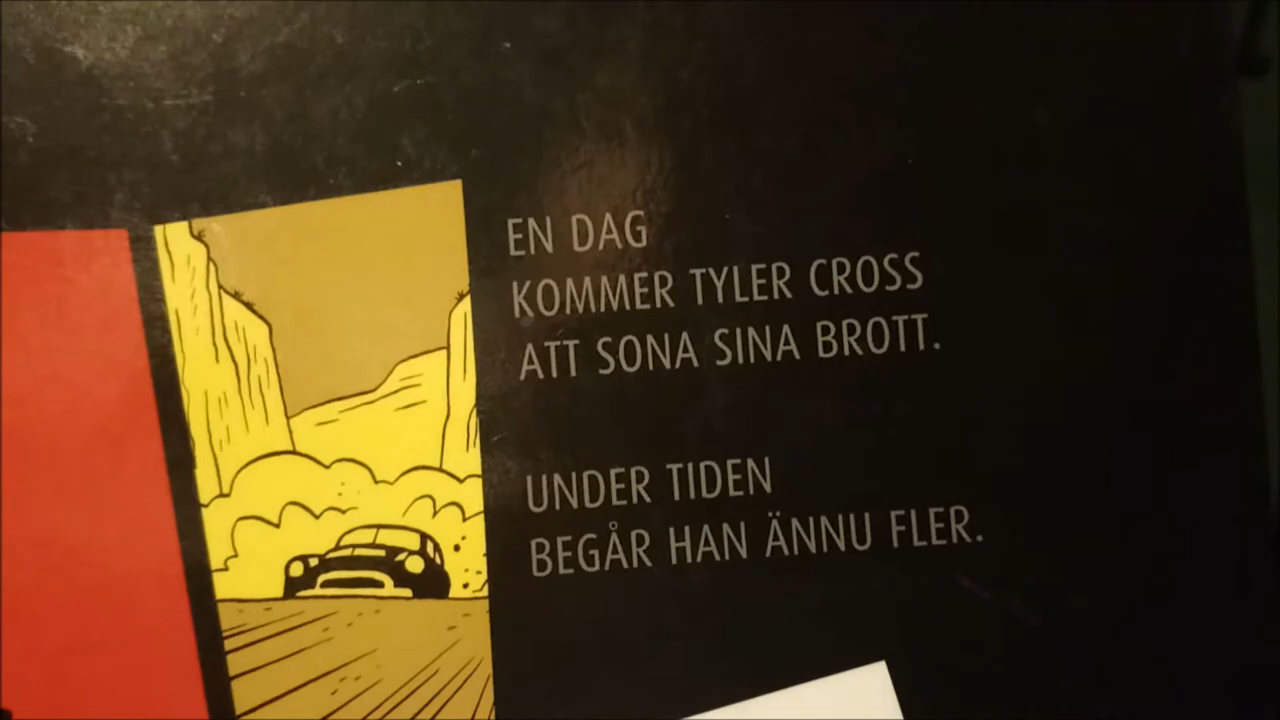 EN DAG
KOMMER TYLER CROSS
ATT SONA SINA BROTT.
UNDER TIDEN
BEGÅR HAN ÄNNU FLER.